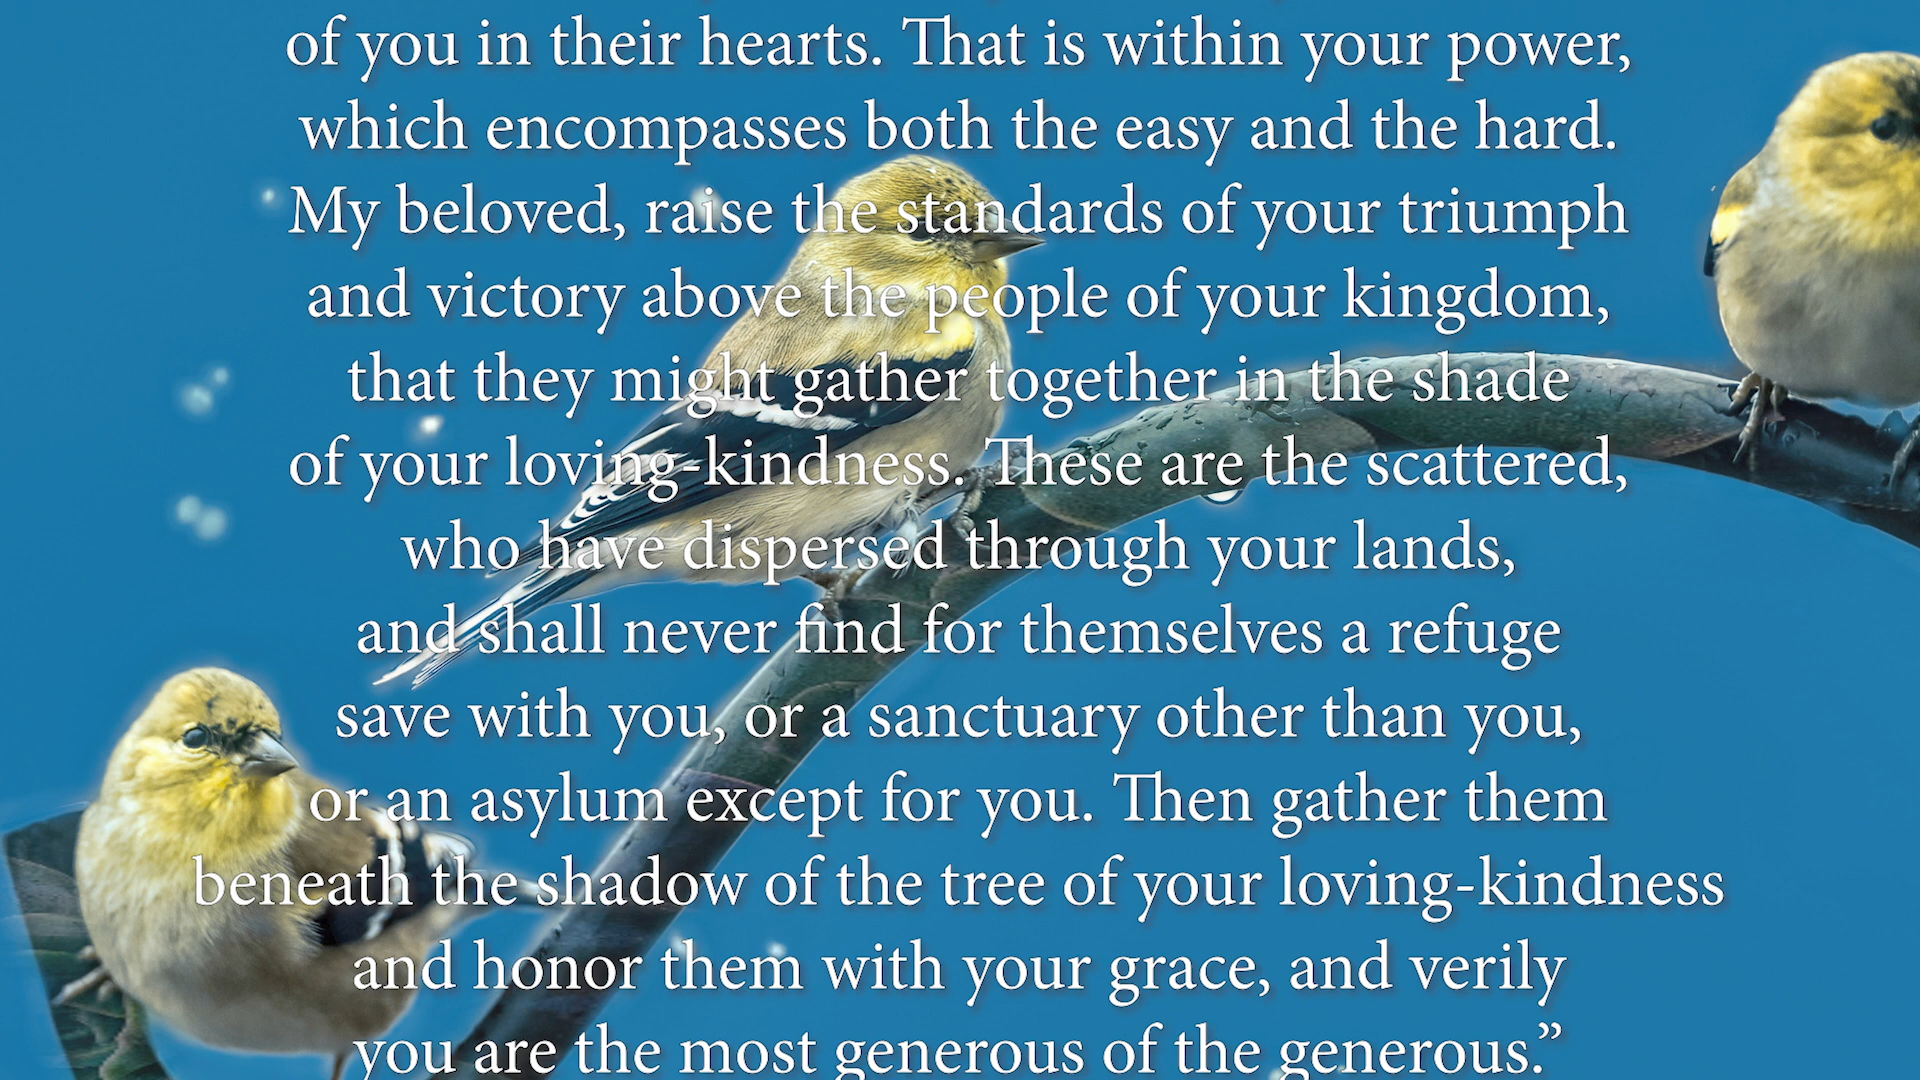 of you in their hearts. That is within your power,
which encompasses both the easy and the hard.
My beloved, raise the standards of your triumph
and victory above the people of your kingdom,
that they might gather together in the shade
of your loving-kindness. These are the scattered,
who have dispersed through your lands,
and shall never find for themselves a refuge
save with you, or a sanctuary other than you,
or an asylum except for you. Then gather them
beneath the shadow of the tree of your loving-kindness
and honor them with your grace, and verily
you are the most generous of the generous.”